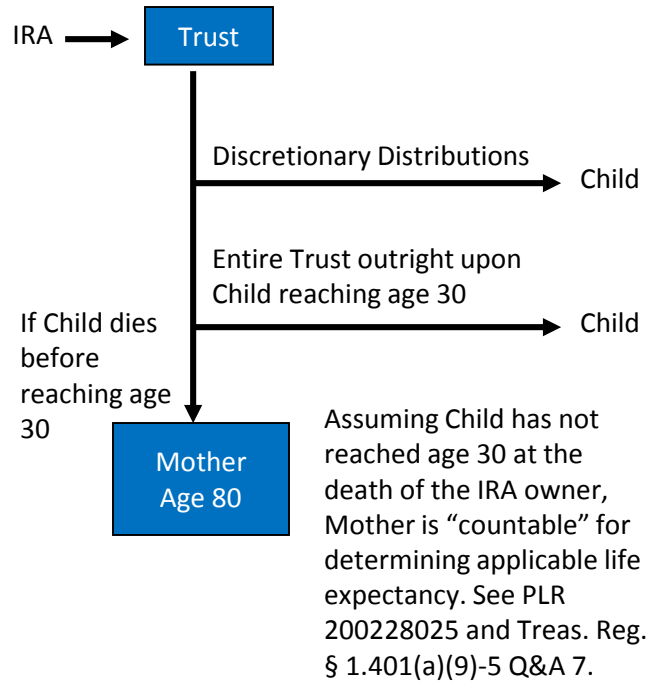 IRA
Trust
Discretionary Distributions
Child
Entire Trust outright upon
Child reaching age 30
Child
If Child dies
before
reaching age
30
Mother
Age 80
Assuming Child has not
reached age 30 at the
death of the IRA owner,
Mother is “countable” for
determining applicable life
expectancy. See PLR
200228025 and Treas. Reg.
§ 1.401(a)(9)-5 Q&A 7.